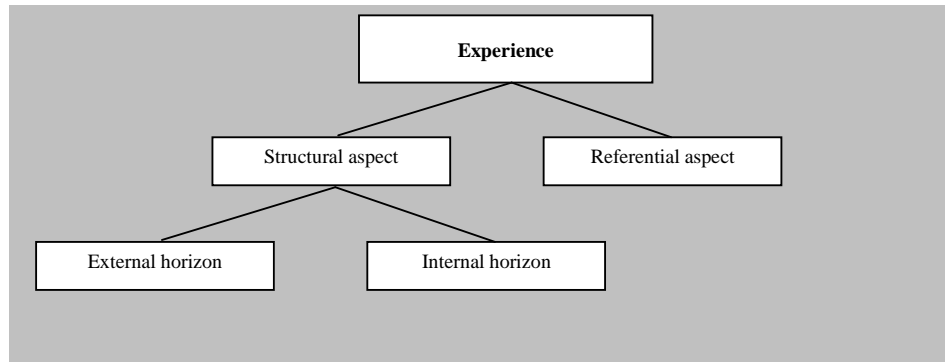 Experience
Structural aspect
Referential aspect
External horizon
Internal horizon